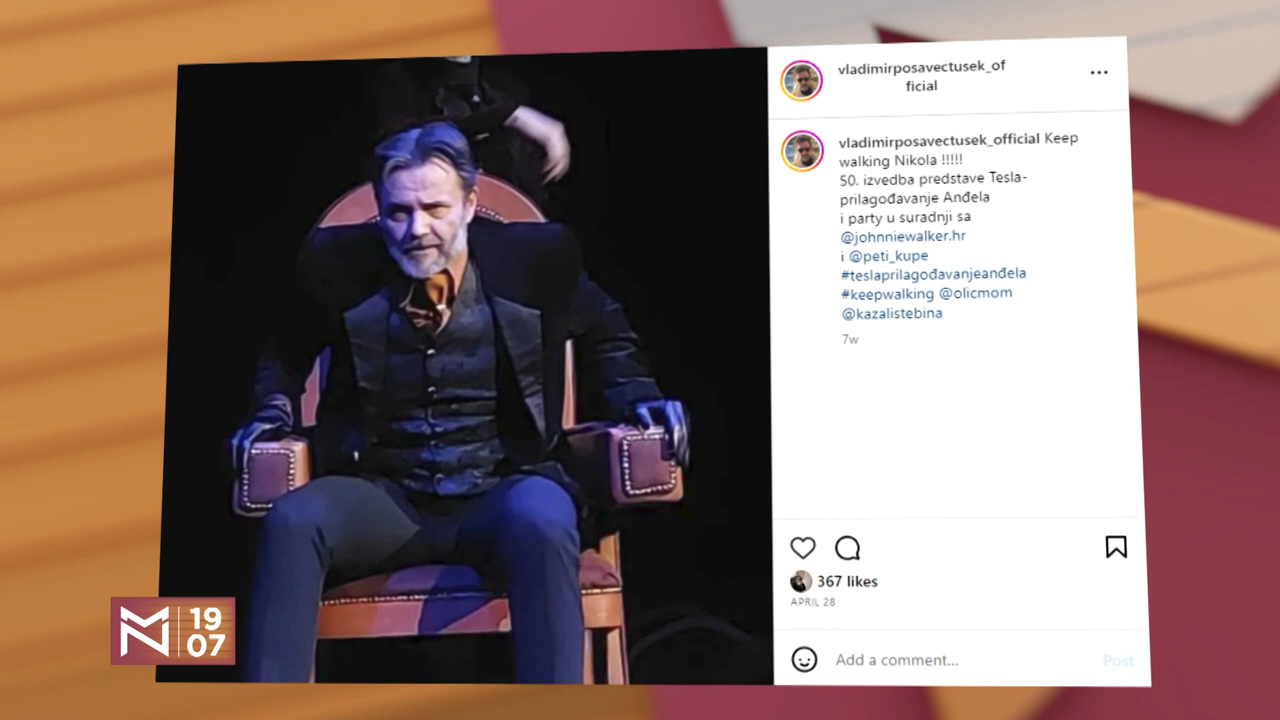 vladimirposavectusek_of
ficial
vladimirposavectusek_official Keep
walking Nikola !!!!!
50. izvedba predstave Tesla-
prilagođavanje Anđela
i party u suradnji sa
@johnniewalker.hr
i @peti_kupe
#teslaprilagođavanjeanđela
#keepwalking @olicmom
@kazalistebina
7w
367 likes
APRIL 28
Add a comment...
Post
19
07